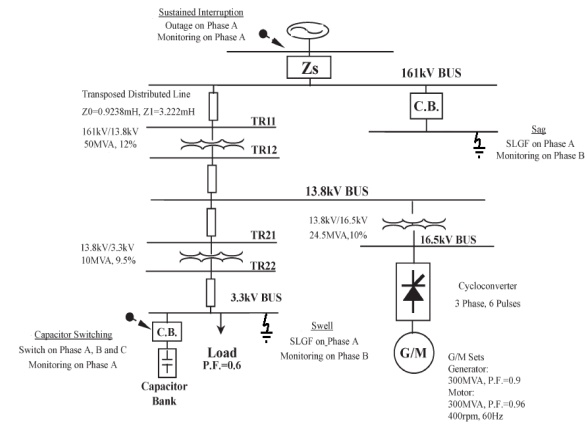 Sustained Interruption
Outage on Phase A
Monitoring on Phase A
Zs
161kV BUS
Transposed Distributed Line
Z0=0.9238mH, Z1=3.222mH
C.B.
TR11
161kV/13.8kV
50MVA, 12%
TR12
Sag
SLGF on Phase A
Monitoring on Phase B
13.8kV BUS
13.8kV/16.5kV
24.5MVA,10%
TR21
16.5kV BUS
13.8kV/3.3kV
10MVA, 9.5%
TR22
Cycloconverter
3 Phase, 6 Pulses
3.3kV BUS
Capacitor Switching
Switch on Phase A, B and C
Monitoring on Phase A
C.B.
Load
P.F.=0.6
Swell
SLGF on Phase A
Monitoring on Phase B
Capacitor
Bank
G/M
G/M Sets
Generator:
300MVA, P.F.=0.9
Motor:
300MVA, P.F.=0.96
400rpm, 60Hz